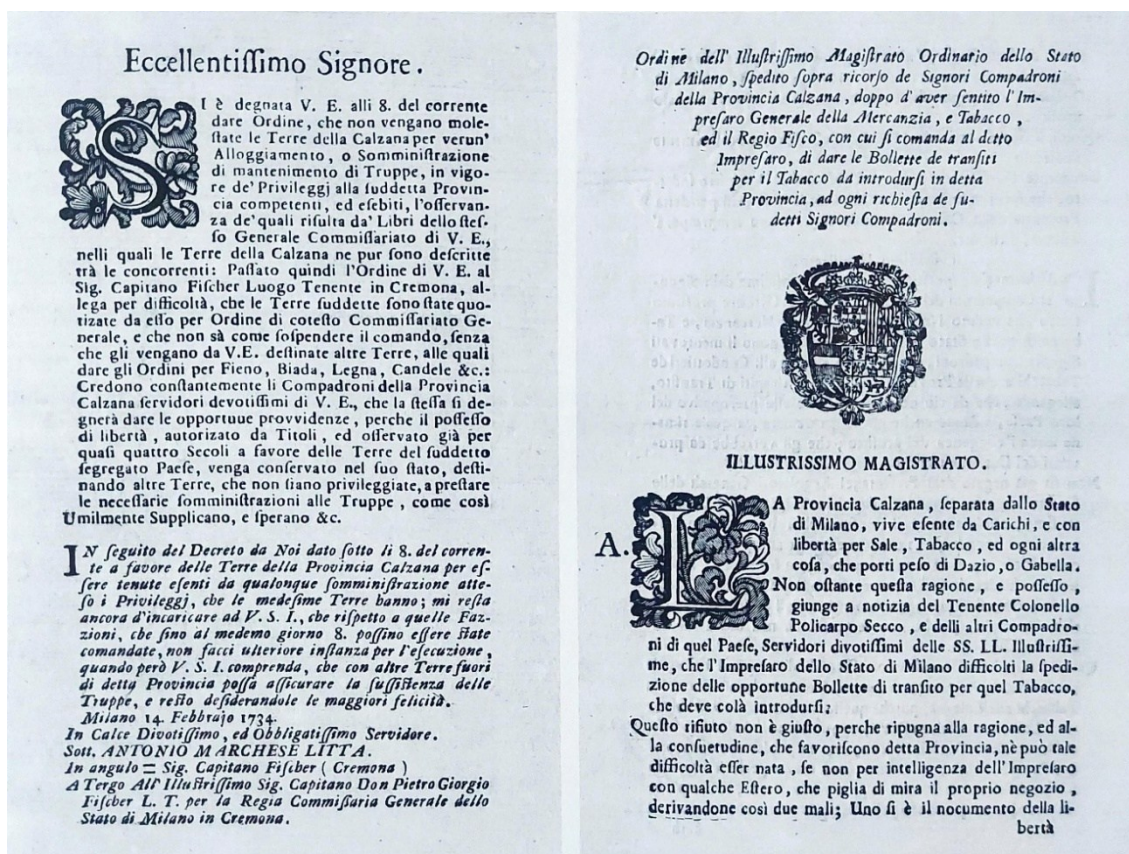 Eccellentiſſimo Signore.
SI è degnata V. E. alli 8. del corrente
dare Ordine, che non vengano mole-
ſtate le Terre della Calzana per verun'
Alloggiamento, o Somminiſtrazione
di mantenimento di Truppe, in vigo-
re de' Privileggj alla ſuddetta Provin-
cia competenti, ed eſebiti, l'oſſervan-
za de' quali riſulta da' Libri dello ſteſ-
ſo Generale Commiſſariato di V. E.,
nelli quali le Terre della Calzana ne pur ſono deſcritte
trà le concorrenti: Paſſato quindi l'Ordine di V. E. al
Sig. Capitano Fiſcher Luogo Tenente in Cremona, al-
lega per difficoltà, che le Terre ſuddette ſono ſtate quo-
tizate da eſſo per Ordine di coteſto Commiſſariato Ge-
nerale, e che non sà come ſoſpendere il comando, ſenza
che gli vengano da V.E. deſtinate altre Terre, alle quali
dare gli Ordini per Fieno, Biada, Legna, Candele &c.:
Credono conſtantemente li Compadroni della Provincia
Calzana ſervidori devotiſſimi di V. E., che la ſteſſa ſi de-
gnerà dare le opportuue provvidenze, perche il poſſeſſo
di libertà, autorizato da Titoli, ed oſſervato già per
quaſi quattro Secoli a favore delle Terre del ſuddetto
ſegregato Paeſe, venga conſervato nel ſuo ſtato, deſti-
nando altre Terre, che non ſiano privileggiate, a preſtare
le neceſſarie ſomminiſtrazioni alle Truppe, come così
Umilmente Supplicano, e ſperano &c.
IN ſeguito del Decreto da Noi dato ſotto li 8. del corren-
te a favore delle Terre della Provincia Calzana per eſ-
ſere tenute eſenti da qualonque ſomminiſtrazione atte-
ſo i Privileggj, che le medeſime Terre hanno; mi reſta
ancora d'incaricare ad V. S. I., che riſpetto a quelle Faz-
zioni, che ſino al medemo giorno 8. poſſino eſſere ſtate
comandate, non facci ulteriore inſtanza per l'eſecuzione,
quando però V. S. I. comprenda, che con altre Terre fuori
di detta Provincia poſſa aſſicurare la ſuſſiſtenza delle
Truppe, e reſto deſiderandole le maggiori felicità.
Milano 14. Febbrajo 1734.
In Calce Divotiſſimo, ed Obbligatiſſimo Servidore.
Sott. ANTONIO MARCHESE LITTA.
In angulo = Sig. Capitano Fiſcher ( Cremona )
A Tergo All' Illuſtriſſimo Sig. Capitano Don Pietro Giorgio
Fiſcber L. T. per la Regia Commiſſaria Generale dello
Stato di Milano in Cremona.
Ordine dell' Illuſtriſſimo Magiſtrato Ordinario dello Stato
di Milano, ſpedito ſopra ricorſo de Signori Compadroni
della Provincia Calzana, doppo d'aver ſentito l'Im-
preſaro Generale della Mercanzia, e Tabacco,
ed il Regio Fiſco, con cui ſi comanda al detto
Impreſaro, di dare le Bollette de tranſiti
per il Tabacco da introdurſi in detta
Provincia, ad ogni richieſta de ſu-
detti Signori Compadroni.
ILLUSTRISSIMO MAGISTRATO.
A. LA Provincia Calzana, ſeparata dallo Stato
di Milano, vive eſente da Carichi, e con
libertà per Sale, Tabacco, ed ogni altra
coſa, che porti peſo di Dazio, o Gabella.
Non oſtante queſta ragione, e poſſeſſo,
giunge a notizia del Tenente Colonello
Policarpo Secco, e delli altri Compadro-
ni di quel Paeſe, Servidori divotiſſimi delle SS. LL. Illuſtriſſi-
me, che l'Impreſaro dello Stato di Milano difficolti la ſpedi-
zione delle opportune Bollette di tranſito per quel Tabacco,
che deve colà introdurſi:
Queſto rifiuto non è giuſto, perche ripugna alla ragione, ed al-
la conſuetudine, che favoriſcono detta Provincia, nè può tale
difficoltà eſſer nata, ſe non per intelligenza dell' Impreſaro
con qualche Eſtero, che piglia di mira il proprio negozio,
derivandone così due mali; Uno ſi è il nocumento della li-
bertà